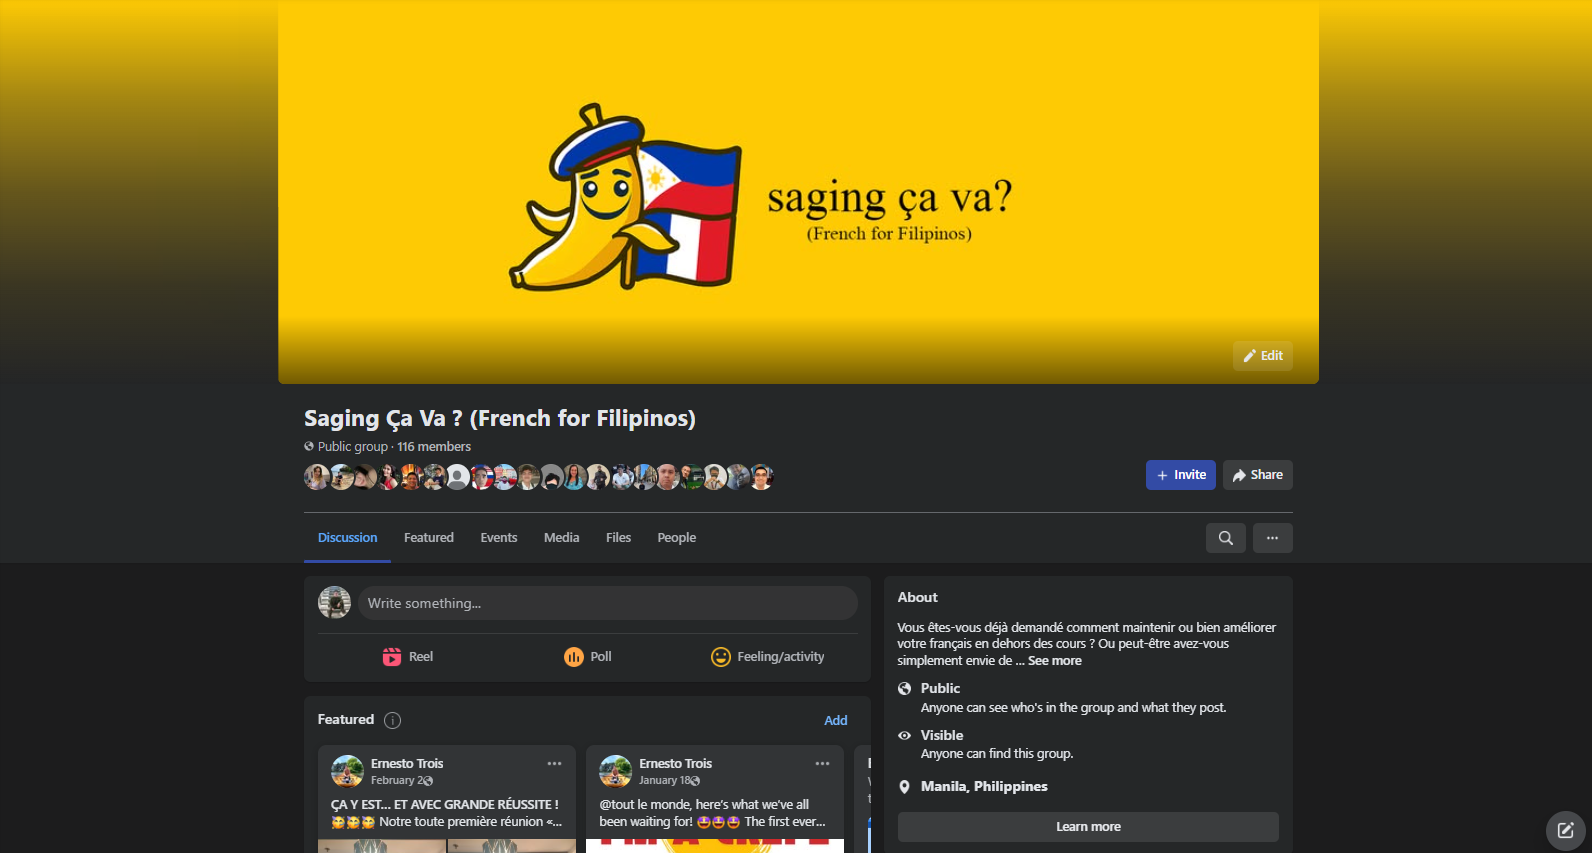 saging ça va?
(French for Filipinos)
Edit
Saging Ça Va ? (French for Filipinos)
Public group · 116 members
+ Invite
Share
Discussion
Featured
Events
Media
Files
People
Write something...
Reel
Poll
Feeling/activity
Featured
Add
Ernesto Trois
February 2
ÇA Y EST... ET AVEC GRANDE RÉUSSITE !
Notre toute première réunion «...
Ernesto Trois
January 18
@tout le monde, here's what we've all
been waiting for! 🤩🤩🤩 The first ever...
About
Vous êtes-vous déjà demandé comment maintenir ou bien améliorer
votre français en dehors des cours ? Ou peut-être avez-vous
simplement envie de ... See more
Public
Anyone can see who's in the group and what they post.
Visible
Anyone can find this group.
Manila, Philippines
Learn more